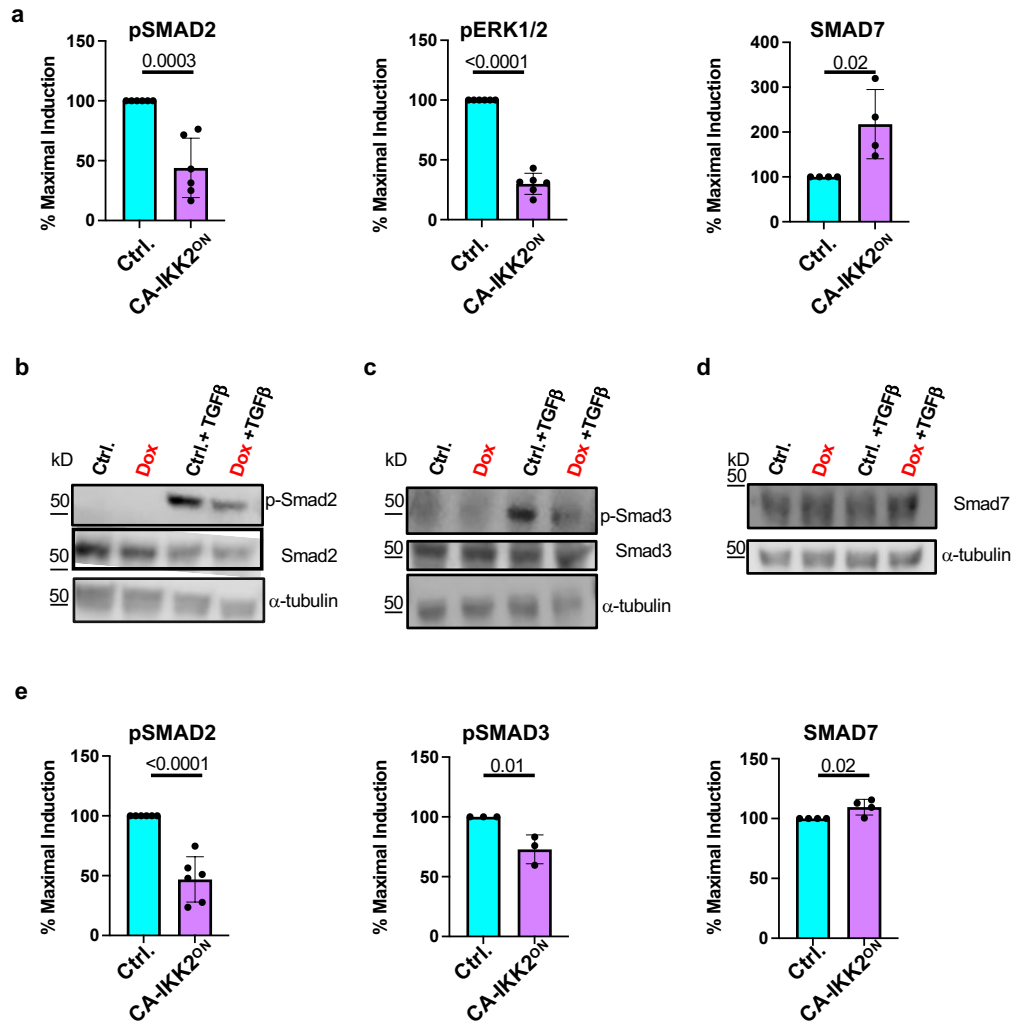 a
pSMAD2
pERK1/2
SMAD7
% Maximal Induction
150
100
50
0
0.0003
Ctrl.
CA-IKK2ON
% Maximal Induction
150
100
50
0
<0.0001
Ctrl.
CA-IKK2ON
% Maximal Induction
400
300
200
100
0
0.02
Ctrl.
CA-IKK2ON
b
kD
Ctrl.
Dox
Ctrl.+TGFβ
Dox +TGFβ
50
p-Smad2
50
Smad2
50
α-tubulin
c
kD
Ctrl.
Dox
Ctrl.+TGFβ
Dox +TGFβ
50
p-Smad3
50
Smad3
50
α-tubulin
d
kD
Ctrl.
Dox
Ctrl. +TGFβ
Dox +TGFβ
50
Smad7
50
α-tubulin
e
pSMAD2
pSMAD3
SMAD7
% Maximal Induction
150
100
50
0
<0.0001
Ctrl.
CA-IKK2ON
% Maximal Induction
150
100
50
0
0.01
Ctrl.
CA-IKK2ON
% Maximal Induction
150
100
50
0
0.02
Ctrl.
CA-IKK2ON